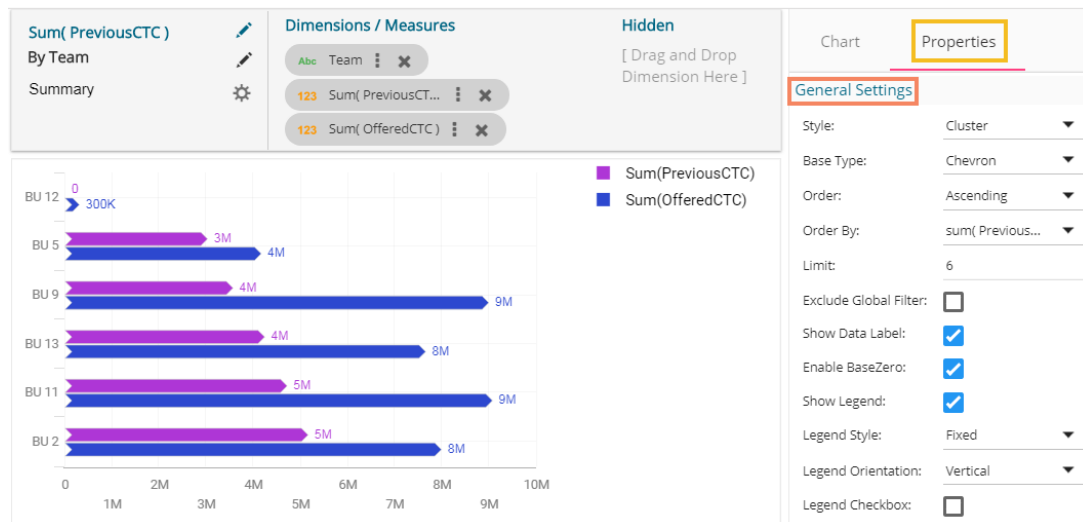 Sum( PreviousCTC )
By Team
Summary
Dimensions / Measures
Abc Team
123 Sum( PreviousCT...
123 Sum( OfferedCTC )
Hidden
[ Drag and Drop
Dimension Here ]
Chart
Properties
General Settings
Style: Cluster
Base Type: Chevron
Order: Ascending
Order By: sum( Previous...
Limit: 6
Exclude Global Filter:
Show Data Label:
Enable BaseZero:
Show Legend:
Legend Style: Fixed
Legend Orientation: Vertical
Legend Checkbox:
Sum(PreviousCTC)
Sum(OfferedCTC)
BU 12
0
300K
BU 5
3M
4M
BU 9
4M
9M
BU 13
4M
8M
BU 11
5M
9M
BU 2
5M
8M
0 2M 4M 6M 8M 10M
1M 3M 5M 7M 9M